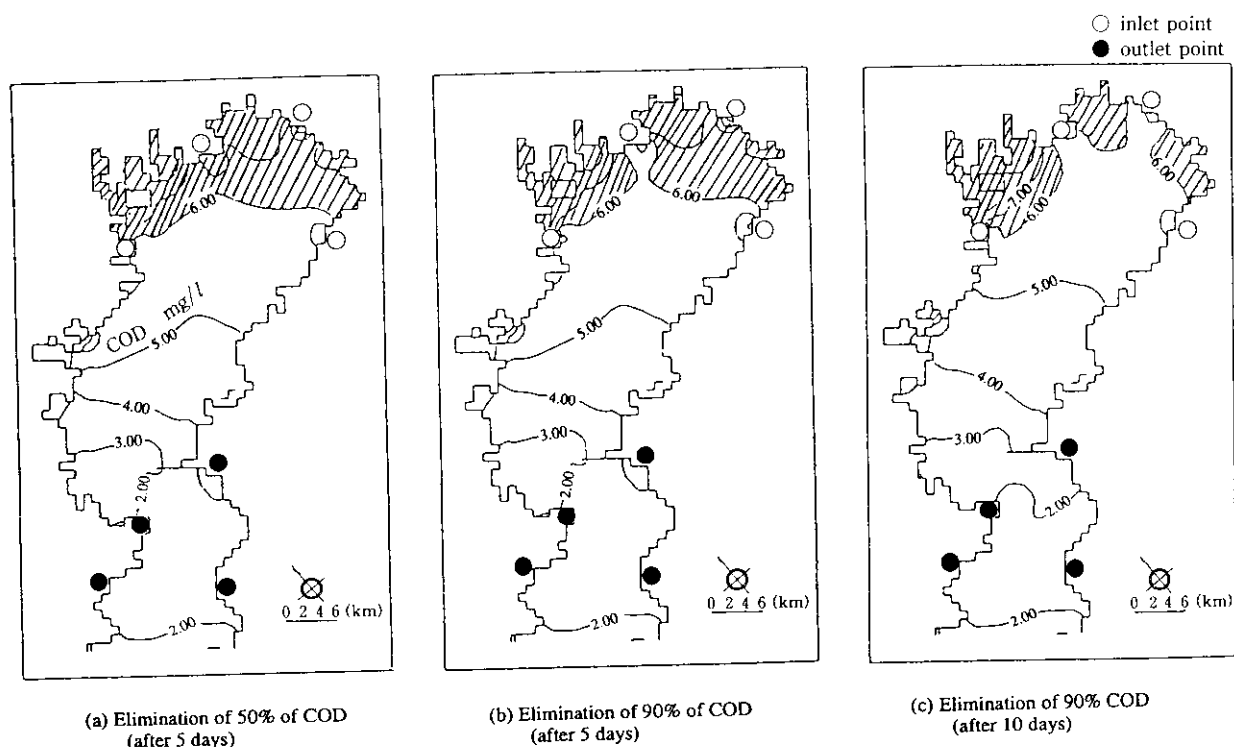 inlet point
outlet point
6.00
COD mg/l
5.00
4.00
3.00
2.00
0 2 4 6 (km)
2.00
(a) Elimination of 50% of COD
(after 5 days)
6.00
6.00
5.00
4.00
3.00
2.00
0 2 4 6 (km)
2.00
(b) Elimination of 90% of COD
(after 5 days)
6.00
7.00
6.00
5.00
4.00
3.00
2.00
0 2 4 6 (km)
2.00
(c) Elimination of 90% COD
(after 10 days)